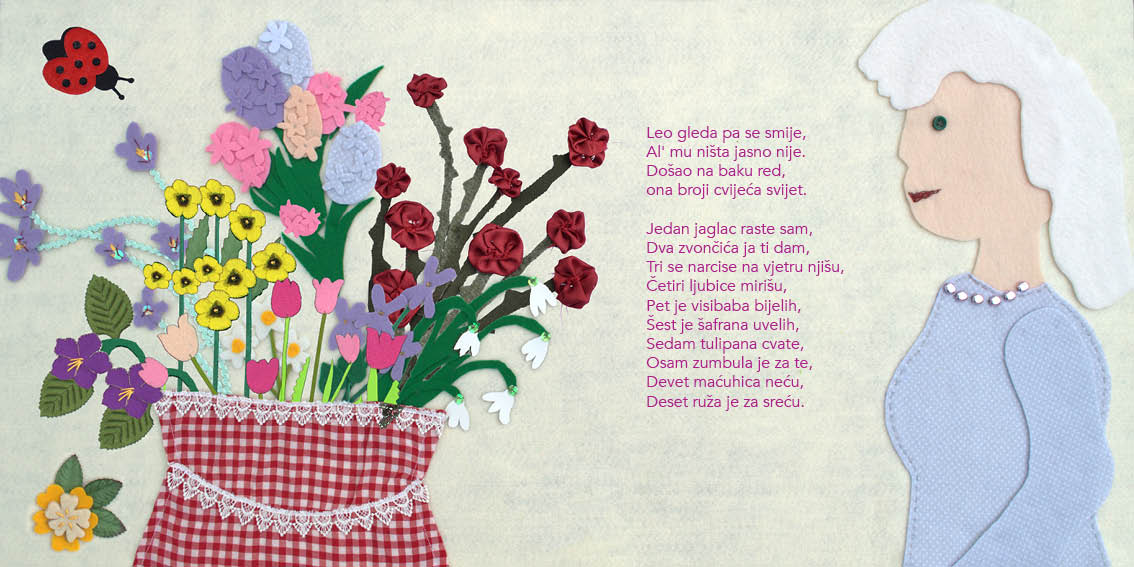 Leo gleda pa se smije,
Al' mu ništa jasno nije.
Došao na baku red,
ona broji cvijeća svijet.
Jedan jaglac raste sam,
Dva zvončića ja ti dam,
Tri se narcise na vjetru njišu,
Četiri ljubice mirišu,
Pet je visibaba bijelih,
Šest je šafrana uvelih,
Sedam tulipana cvate,
Osam zumbula je za te,
Devet maćuhica neću,
Deset ruža je za sreću.